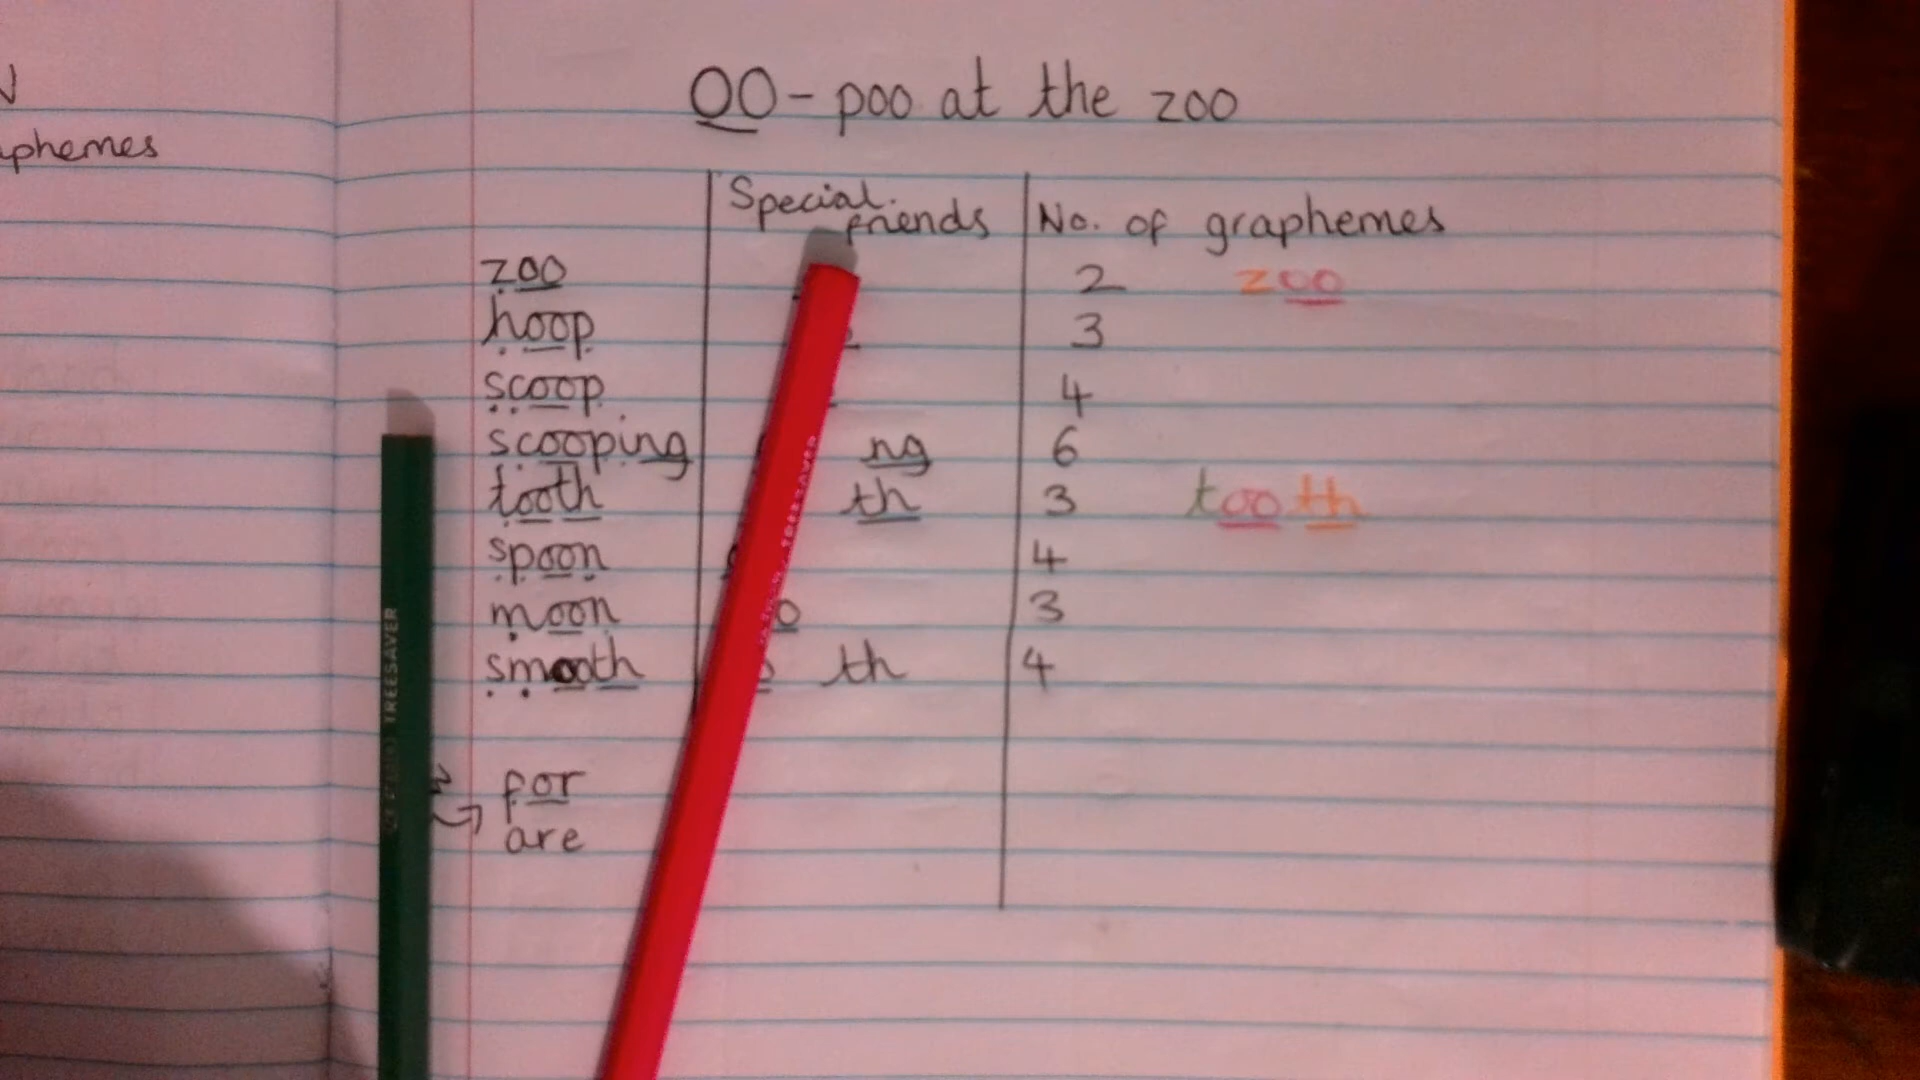 phemes
OO - poo at the zoo
Special friends No. of graphemes
zoo 2 zoo
hoop 3
scoop 4
scooping ng 6
tooth th 3 tooth
spoon 4
moon 3
smooth th 4
for
are
TREESAVER